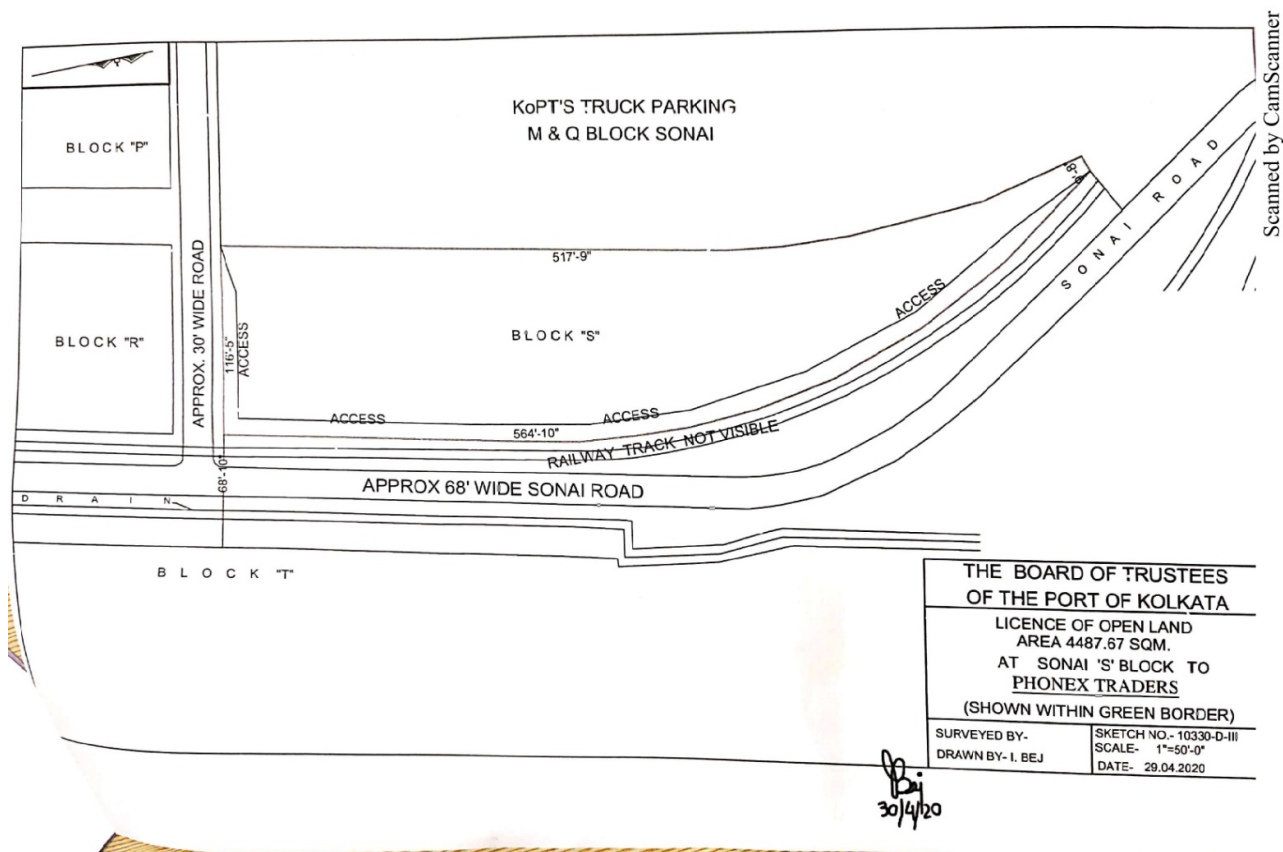 Scanned by CamScanner
KoPT'S TRUCK PARKING
M & Q BLOCK SONAI
BLOCK "P"
8'-6"
SONAI ROAD
517'-9"
APPROX. 30' WIDE ROAD
BLOCK "R"
116'-5"
ACCESS
BLOCK "S"
ACCESS
ACCESS
ACCESS
564'-10"
RAILWAY TRACK NOT VISIBLE
68'-10"
APPROX 68' WIDE SONAI ROAD
DRAIN
BLOCK "T"
THE BOARD OF TRUSTEES
OF THE PORT OF KOLKATA
LICENCE OF OPEN LAND
AREA 4487.67 SQM.
AT SONAI 'S' BLOCK TO
PHONEX TRADERS
(SHOWN WITHIN GREEN BORDER)
SURVEYED BY-
DRAWN BY- I. BEJ
SKETCH NO.- 10330-D-III
SCALE- 1"=50'-0"
DATE- 29.04.2020
Bej
30/4/20